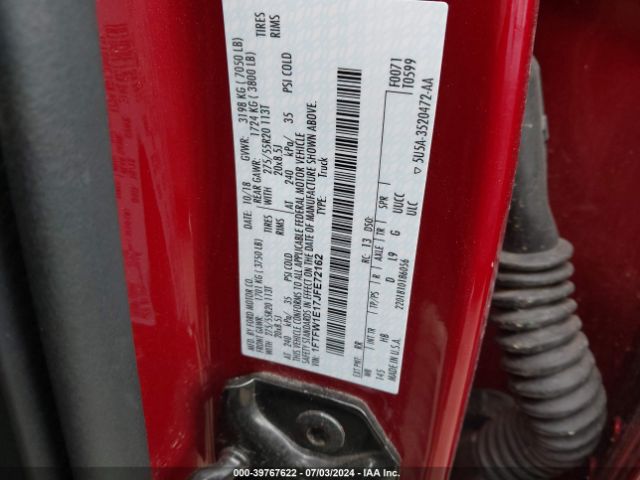 MFD. BY FORD MOTOR CO.
DATE: 10/18 GVWR: 3198 KG ( 7050 LB)
FRONT GAWR: 1701 KG ( 3750 LB) REAR GAWR: 1724 KG ( 3800 LB)
WITH 275/55R20 113T TIRES WITH 275/55R20 113T TIRES
20x8.5J RIMS 20x8.5J RIMS
AT 240 kPa/ 35 PSI COLD AT 240 kPa/ 35 PSI COLD
THIS VEHICLE CONFORMS TO ALL APPLICABLE FEDERAL MOTOR VEHICLE
SAFETY STANDARDS IN EFFECT ON THE DATE OF MANUFACTURE SHOWN ABOVE.
VIN: 1FTFW1E17JFE72162 TYPE: Truck
F0071
T0599
EXT PNT: RR RC: 13 DSO:
WB INT TR TP/PS R AXLE TR SPR
145 HB D L9 G UUCC
ULC
MADE IN U.S.A. 5U5A-3520472-AA
000-39767622 - 07/03/2024 - IAA Inc.